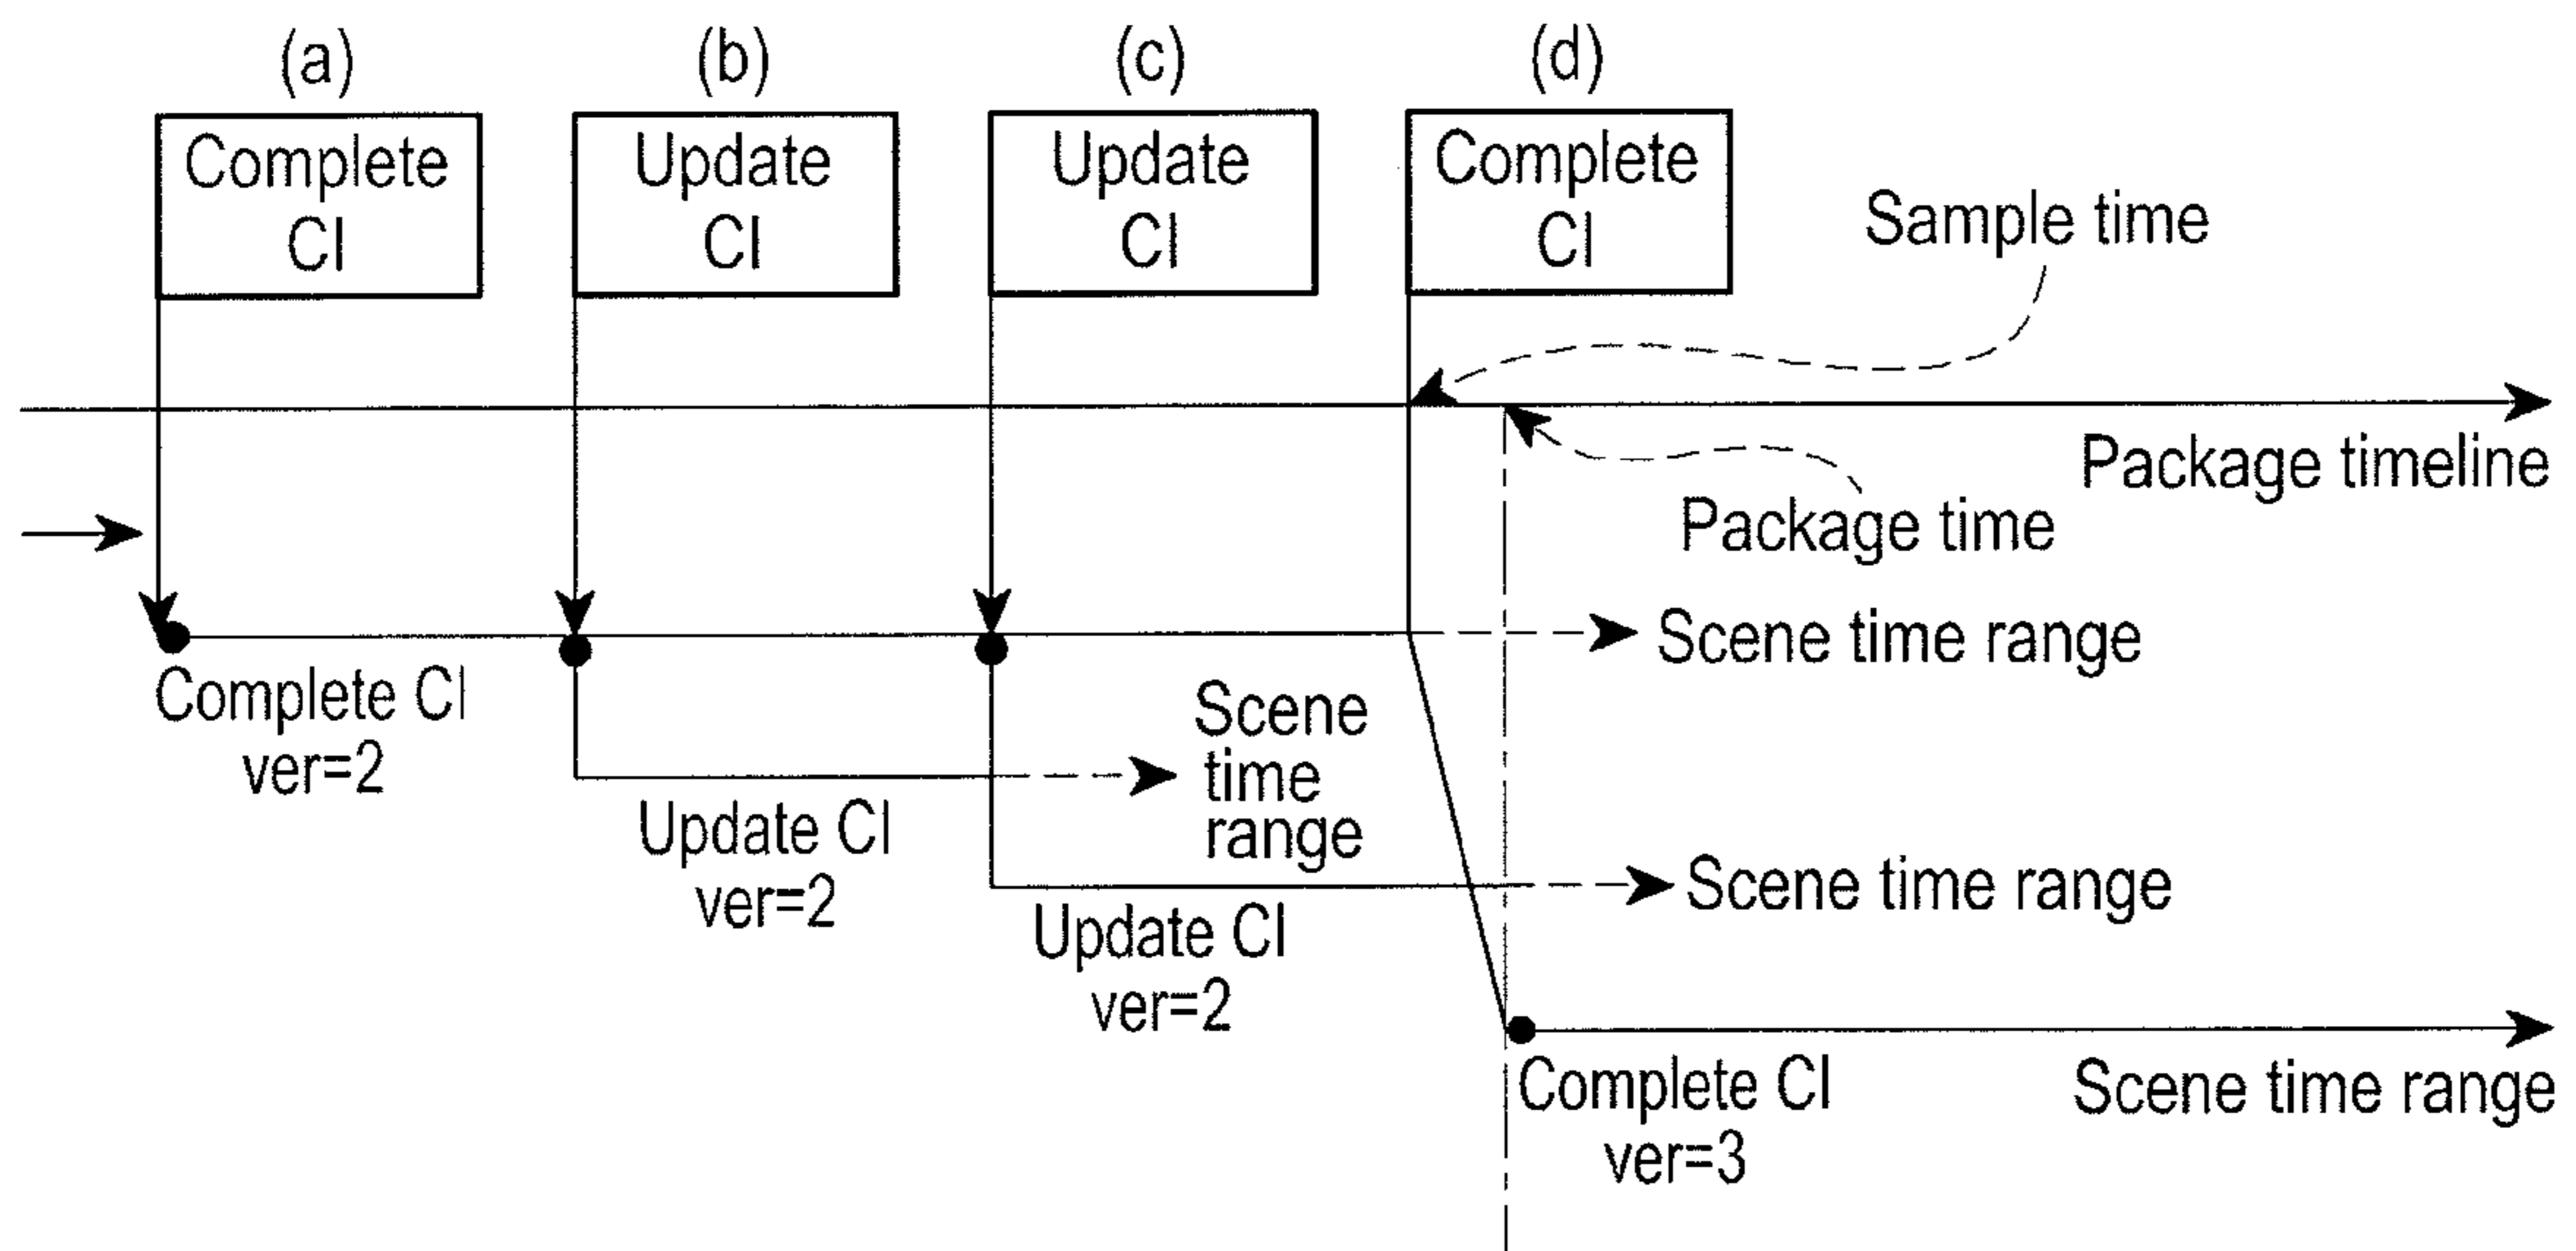 (a)
(b)
(c)
(d)
Complete
CI
Update
CI
Update
CI
Complete
CI
Sample time
Package timeline
Package time
Scene time range
Complete CI
ver=2
Scene
time
range
Update CI
ver=2
Scene time range
Update CI
ver=2
Complete CI
ver=3
Scene time range